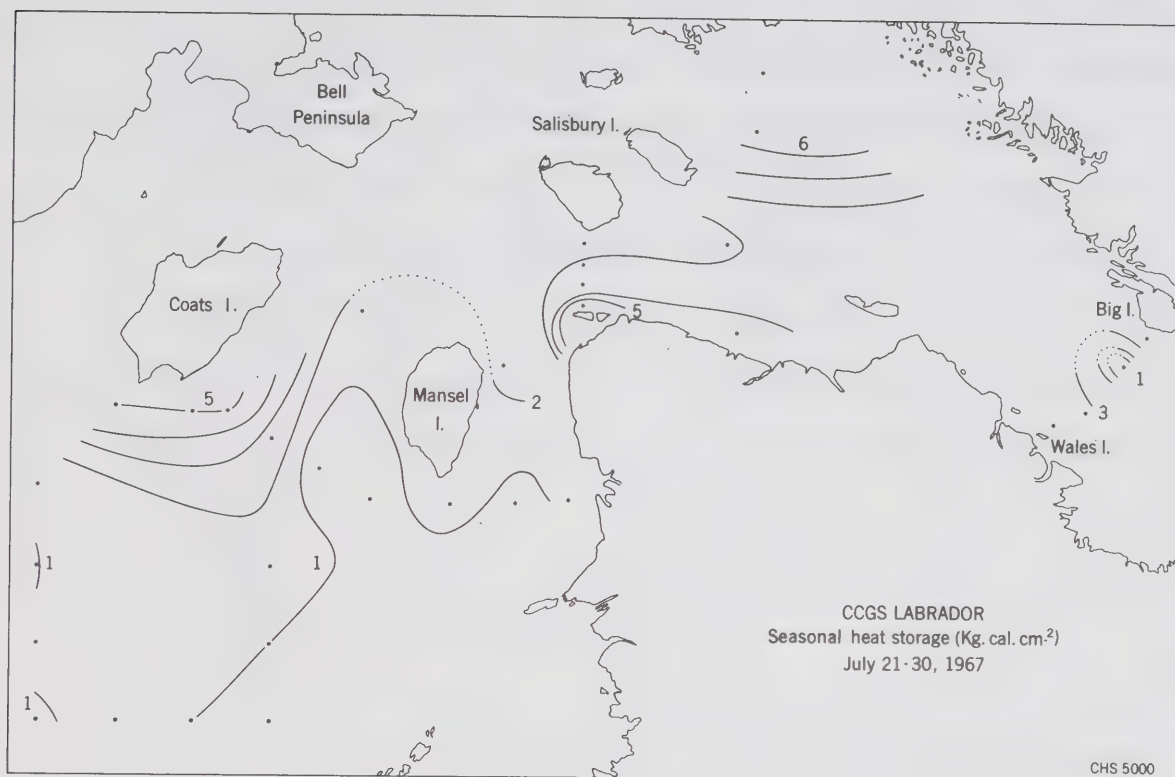 Bell
Peninsula
Salisbury I.
6
Coats I.
5
Big I.
5
Mansel
I.
2
1
3
Wales I.
1
1
1
CCGS LABRADOR
Seasonal heat storage (Kg. cal. cm.²)
July 21-30, 1967
CHS 5000